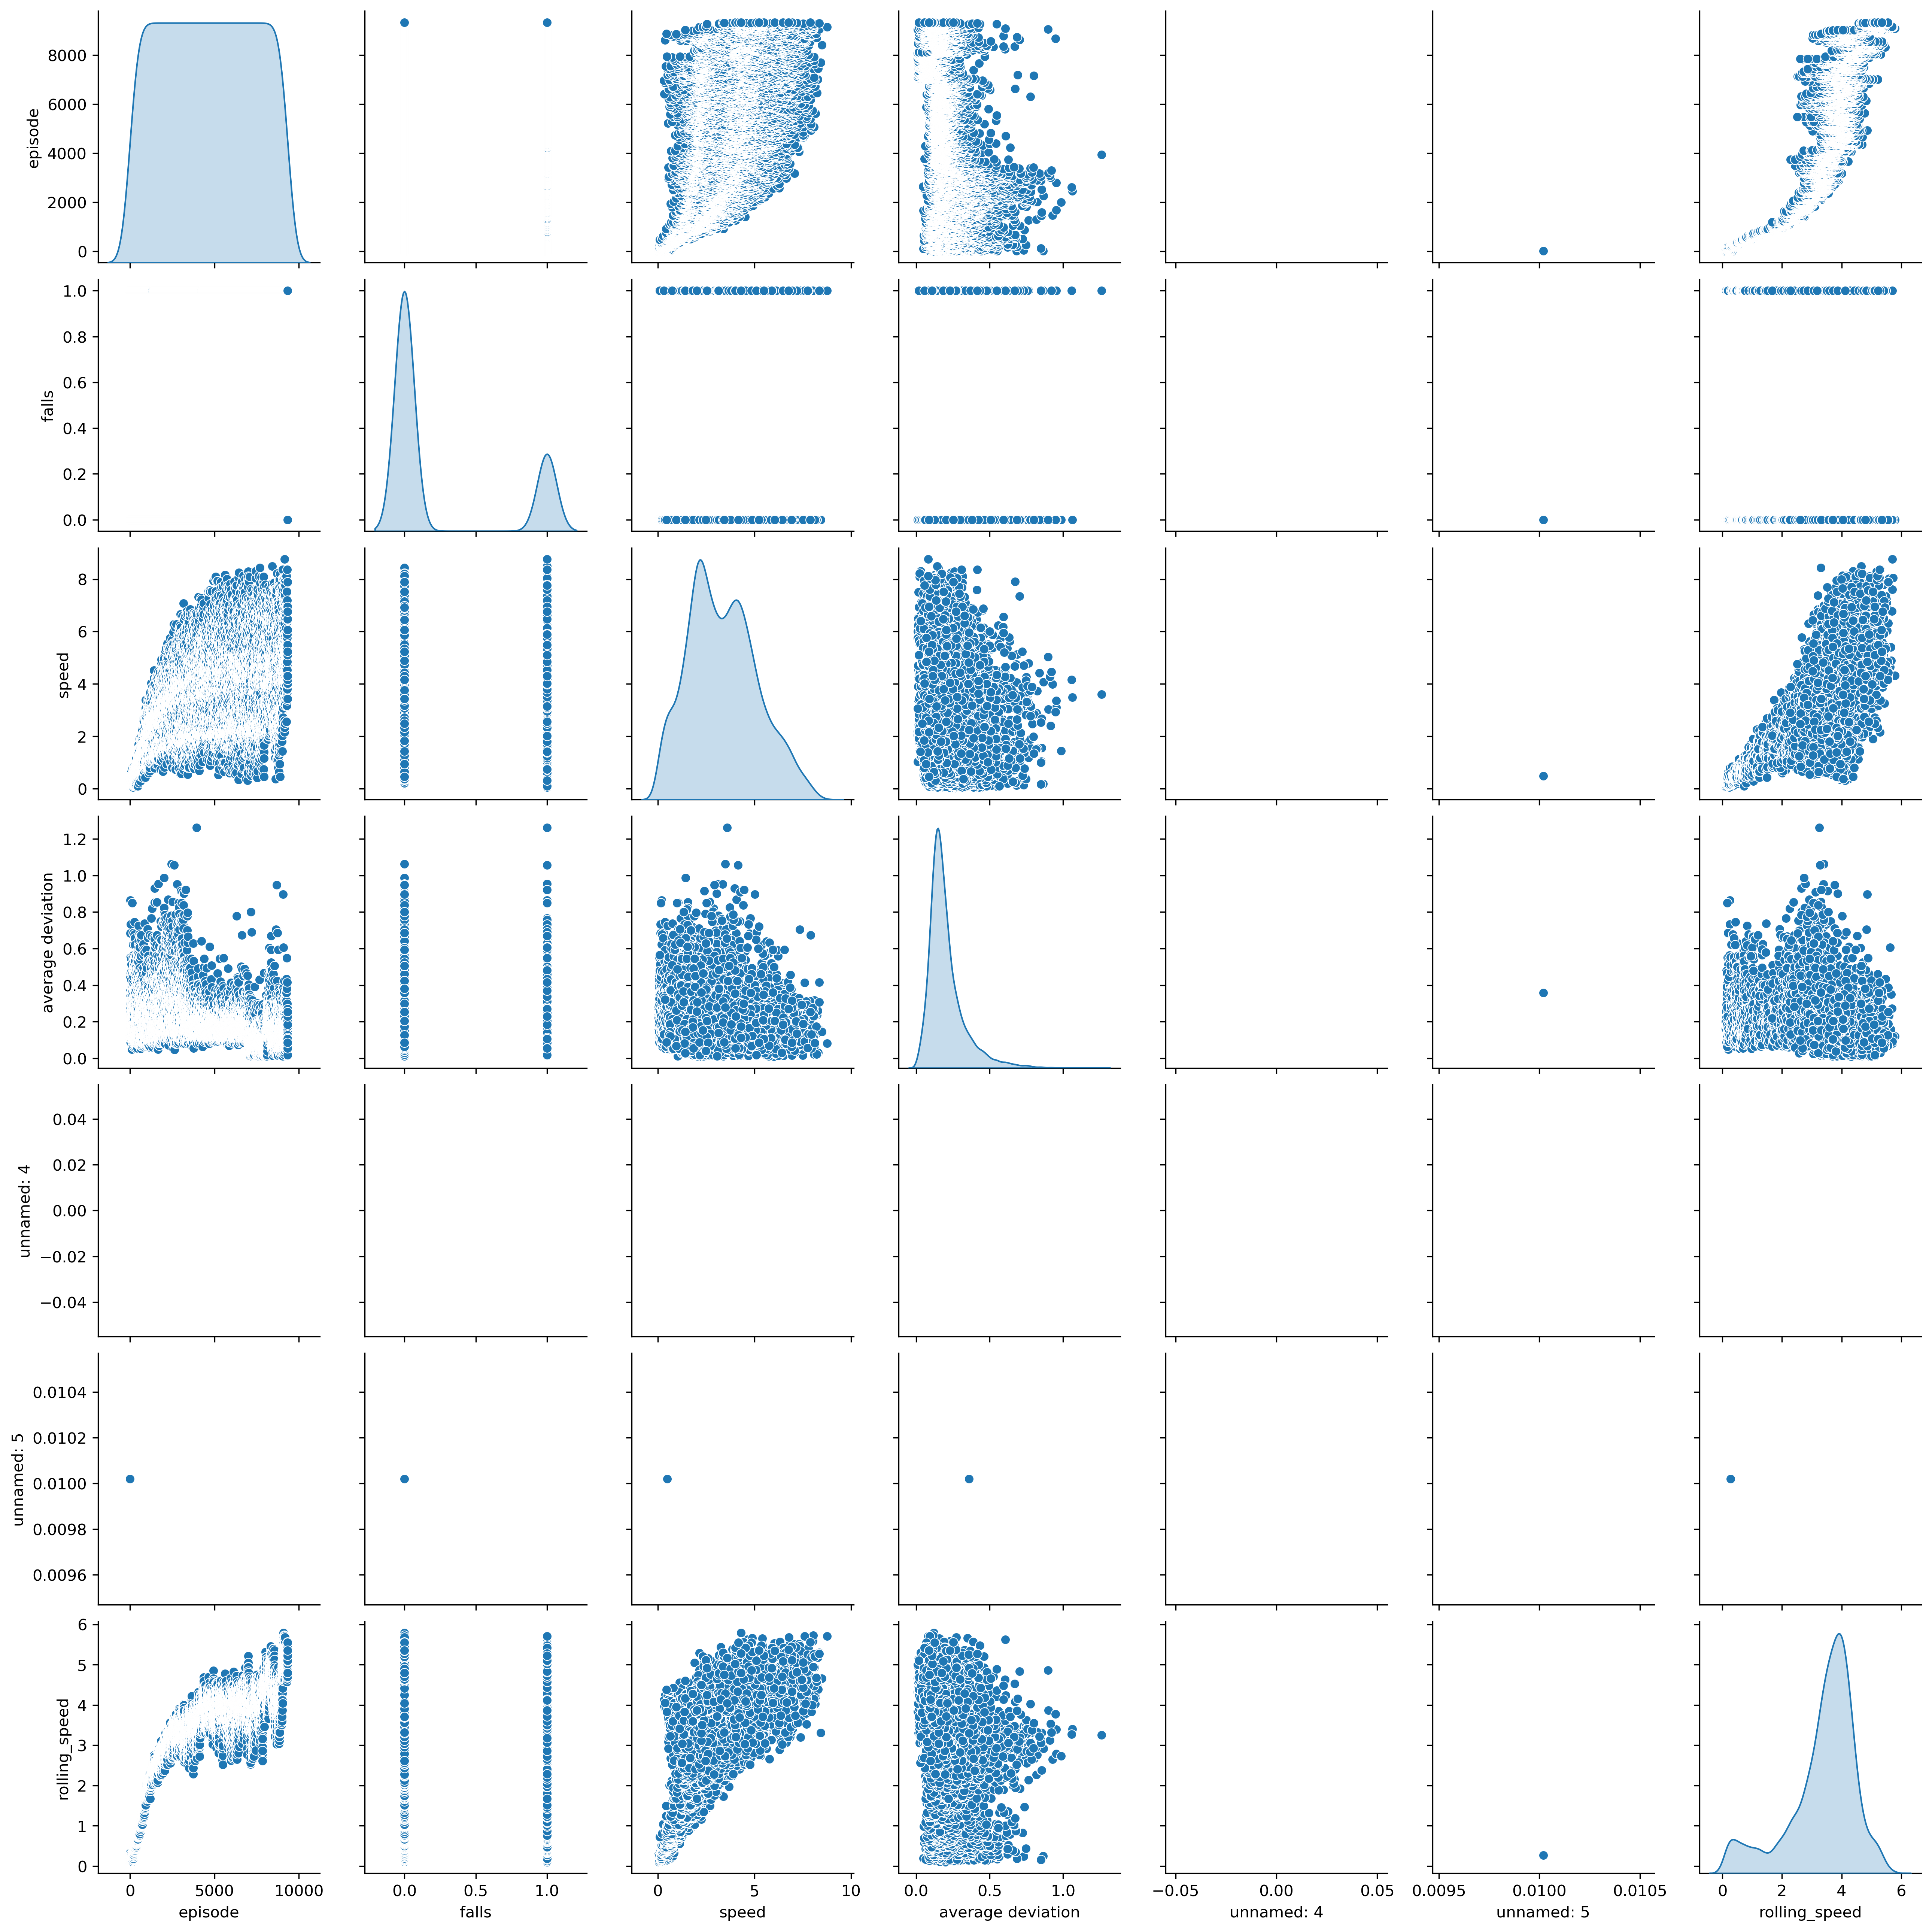 8000
6000
4000
2000
0
episode
1.0
0.8
0.6
0.4
0.2
0.0
falls
8
6
4
2
0
speed
1.2
1.0
0.8
0.6
0.4
0.2
0.0
average deviation
0.04
0.02
0.00
−0.02
−0.04
unnamed: 4
0.0104
0.0102
0.0100
0.0098
0.0096
unnamed: 5
6
5
4
3
2
1
0
rolling_speed
0 5000 10000
episode
0.0 0.5 1.0
falls
0 5 10
speed
0.0 0.5 1.0
average deviation
−0.05 0.00 0.05
unnamed: 4
0.0095 0.0100 0.0105
unnamed: 5
0 2 4 6
rolling_speed